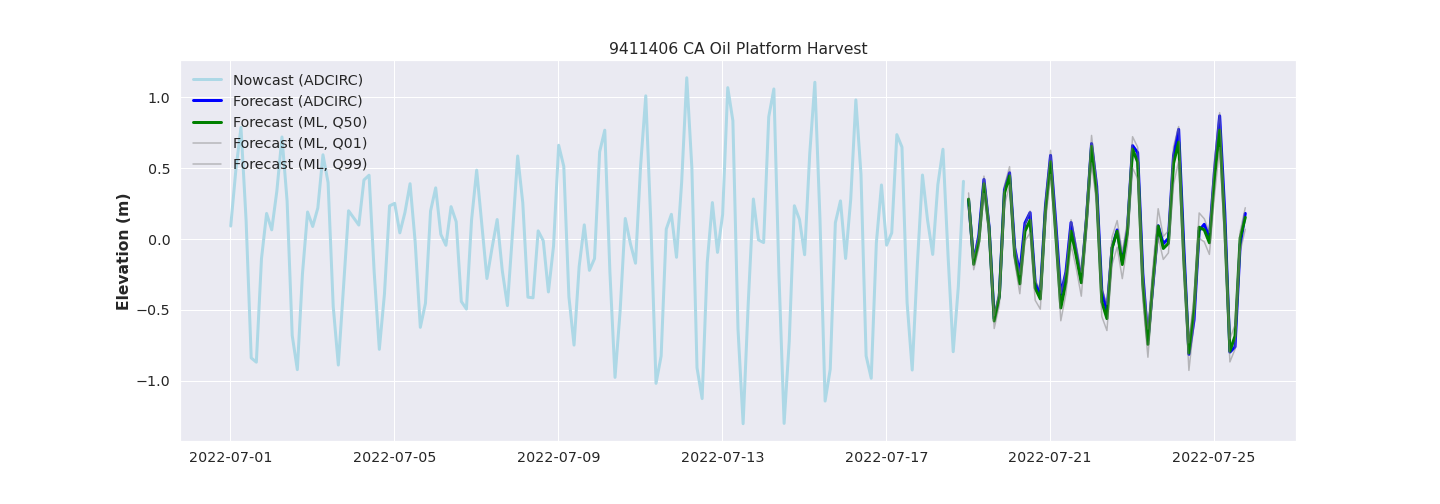 9411406 CA Oil Platform Harvest
Nowcast (ADCIRC)
Forecast (ADCIRC)
Forecast (ML, Q50)
Forecast (ML, Q01)
Forecast (ML, Q99)
Elevation (m)
1.0
0.5
0.0
−0.5
−1.0
2022-07-01 2022-07-05 2022-07-09 2022-07-13 2022-07-17 2022-07-21 2022-07-25